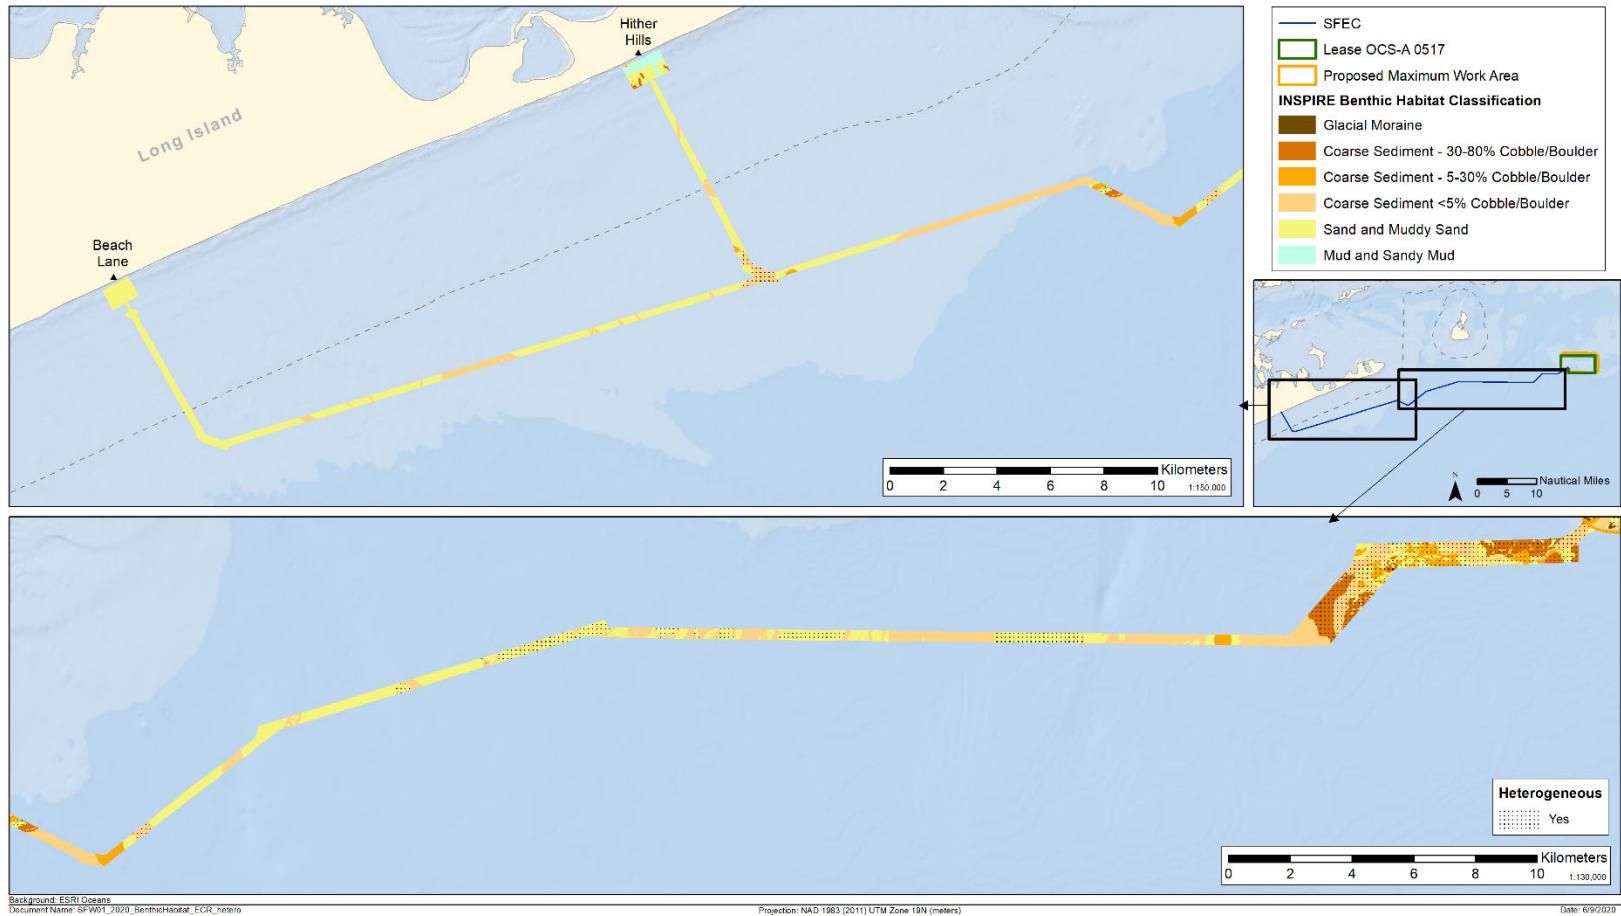 Hither
Hills
Long Island
Beach
Lane
Kilometers
0 2 4 6 8 10
1:150,000
SFEC
Lease OCS-A 0517
Proposed Maximum Work Area
INSPIRE Benthic Habitat Classification
Glacial Moraine
Coarse Sediment - 30-80% Cobble/Boulder
Coarse Sediment - 5-30% Cobble/Boulder
Coarse Sediment <5% Cobble/Boulder
Sand and Muddy Sand
Mud and Sandy Mud
N
Nautical Miles
0 5 10
Heterogeneous
Yes
Kilometers
0 2 4 6 8 10
1:130,000
Background: ESRI Oceans
Document Name: SFW01_2020_BenthicHabitat_ECR_hetero
Projection: NAD 1983 (2011) UTM Zone 19N (meters)
Date: 6/9/2020